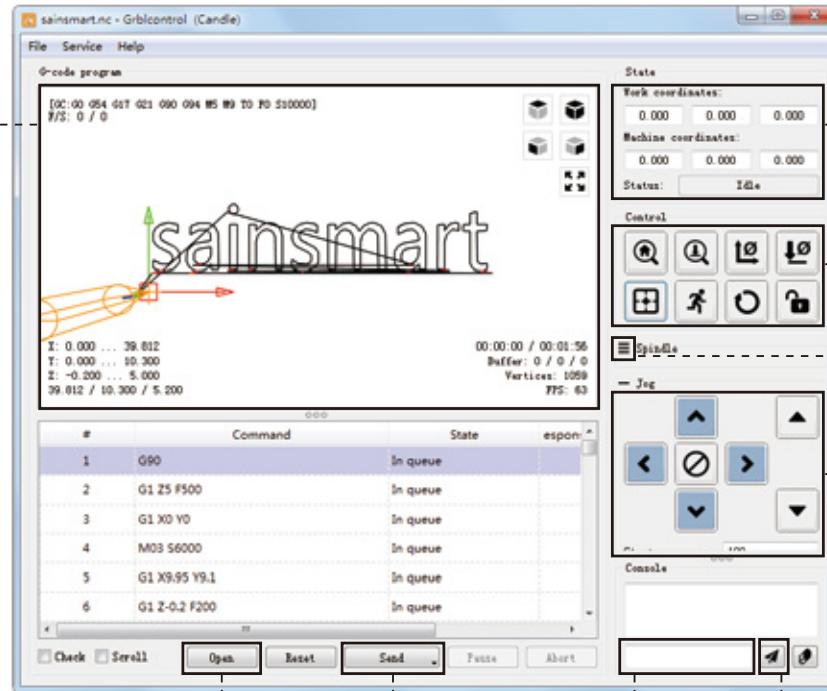 sainsmart.nc - Grblcontrol (Candle)
File Service Help
G-code program
[GC:G0 G54 G17 G21 G90 G94 M5 M9 T0 F0 S10000]
F/S: 0 / 0
sainsmart
X: 0.000 ... 39.812
Y: 0.000 ... 10.300
Z: -0.200 ... 5.000
39.812 / 10.300 / 5.200
00:00:00 / 00:01:56
Buffer: 0 / 0 / 0
Vertices: 1059
FPS: 63
# Command State espon
1 G90 In queue
2 G1 Z5 F500 In queue
3 G1 X0 Y0 In queue
4 M03 S6000 In queue
5 G1 X9.95 Y9.1 In queue
6 G1 Z-0.2 F200 In queue
Check Scroll Open Reset Send Pause Abort
State
Work coordinates:
0.000 0.000 0.000
Machine coordinates:
0.000 0.000 0.000
Status: Idle
Control
Spindle
Jog
Console